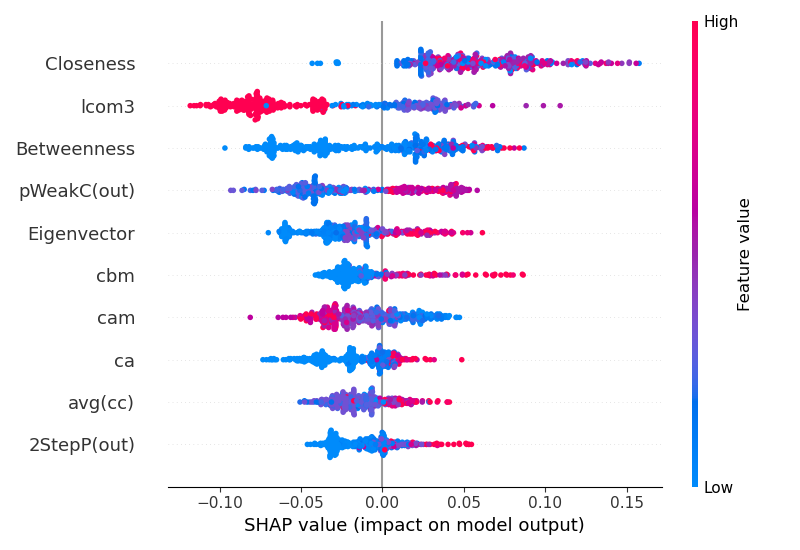 High
Closeness
lcom3
Betweenness
pWeakC(out)
Eigenvector
cbm
cam
ca
avg(cc)
2StepP(out)
Feature value
Low
−0.10 −0.05 0.00 0.05 0.10 0.15
SHAP value (impact on model output)